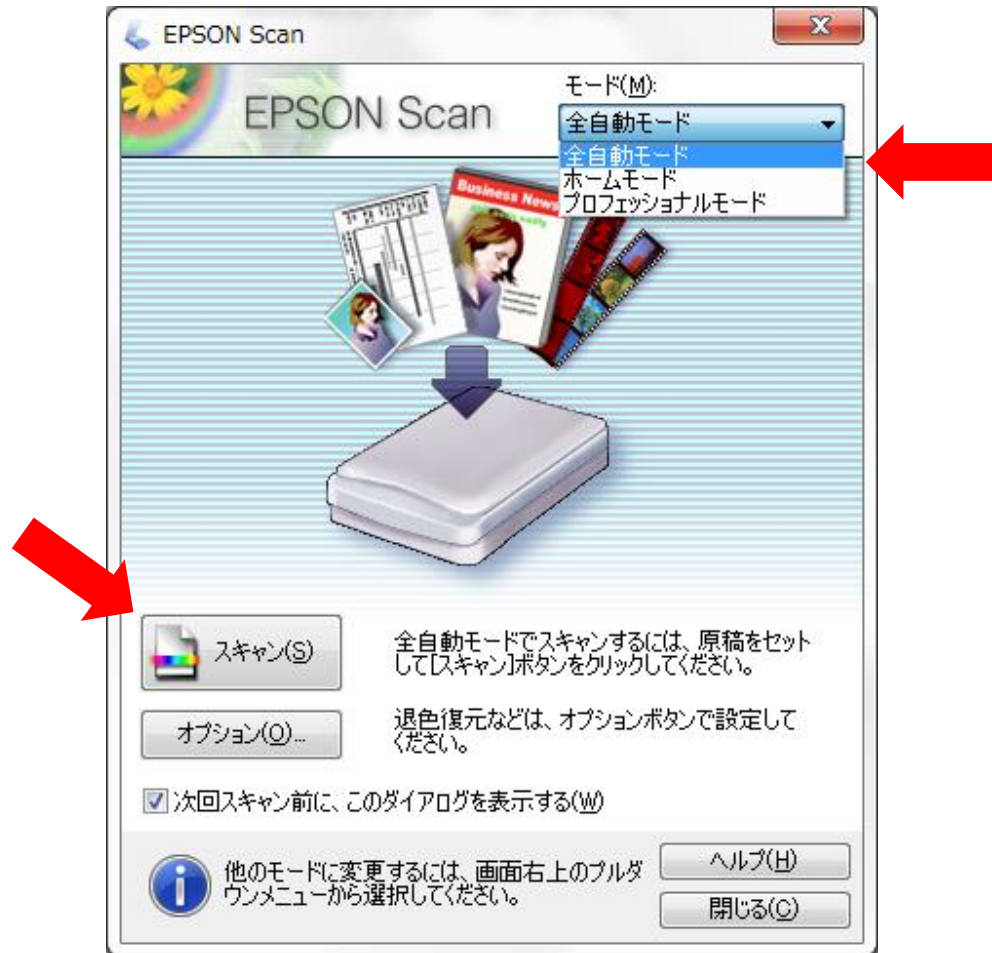 EPSON Scan
EPSON Scan
モード(M):
全自動モード
全自動モード
ホームモード
プロフェッショナルモード
Business News
スキャン(S)
全自動モードでスキャンするには、原稿をセット
して[スキャン]ボタンをクリックしてください。
オプション(O)...
退色復元などは、オプションボタンで設定して
ください。
次回スキャン前に、このダイアログを表示する(W)
他のモードに変更するには、画面右上のプルダ
ウンメニューから選択してください。
ヘルプ(H)
閉じる(C)